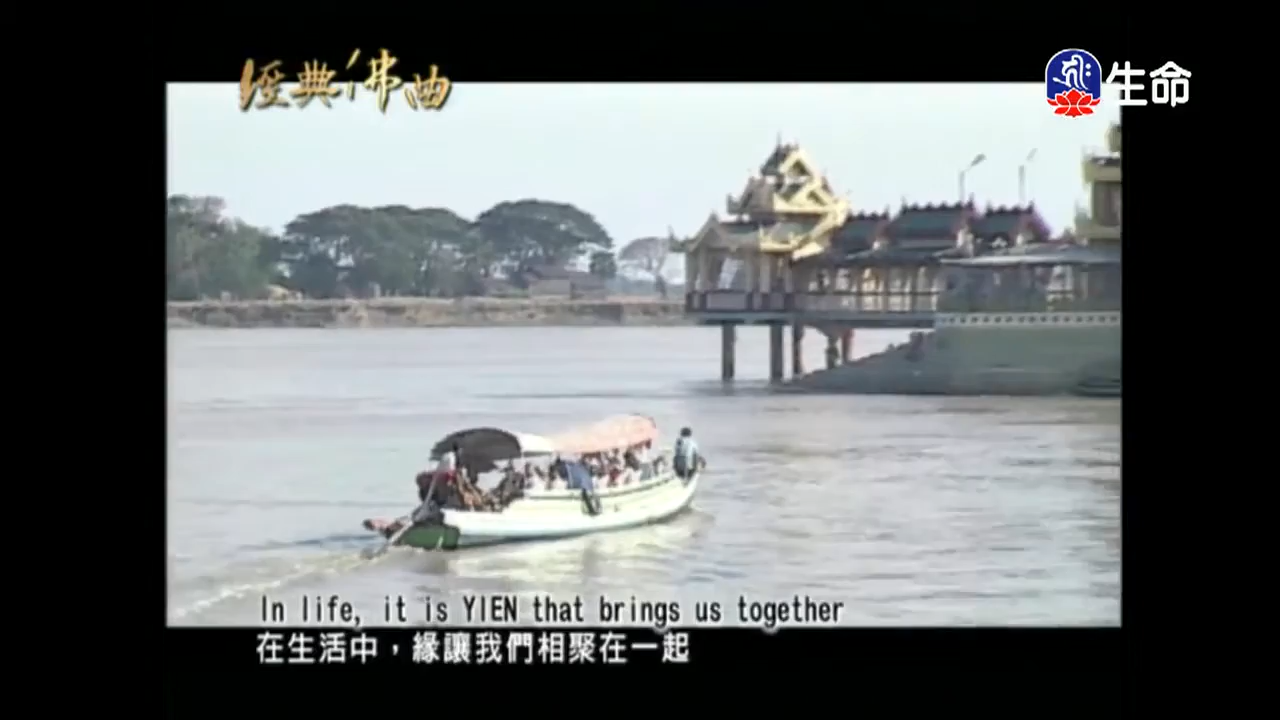 經典佛曲
生命
In life, it is YIEN that brings us together
在生活中，緣讓我們相聚在一起